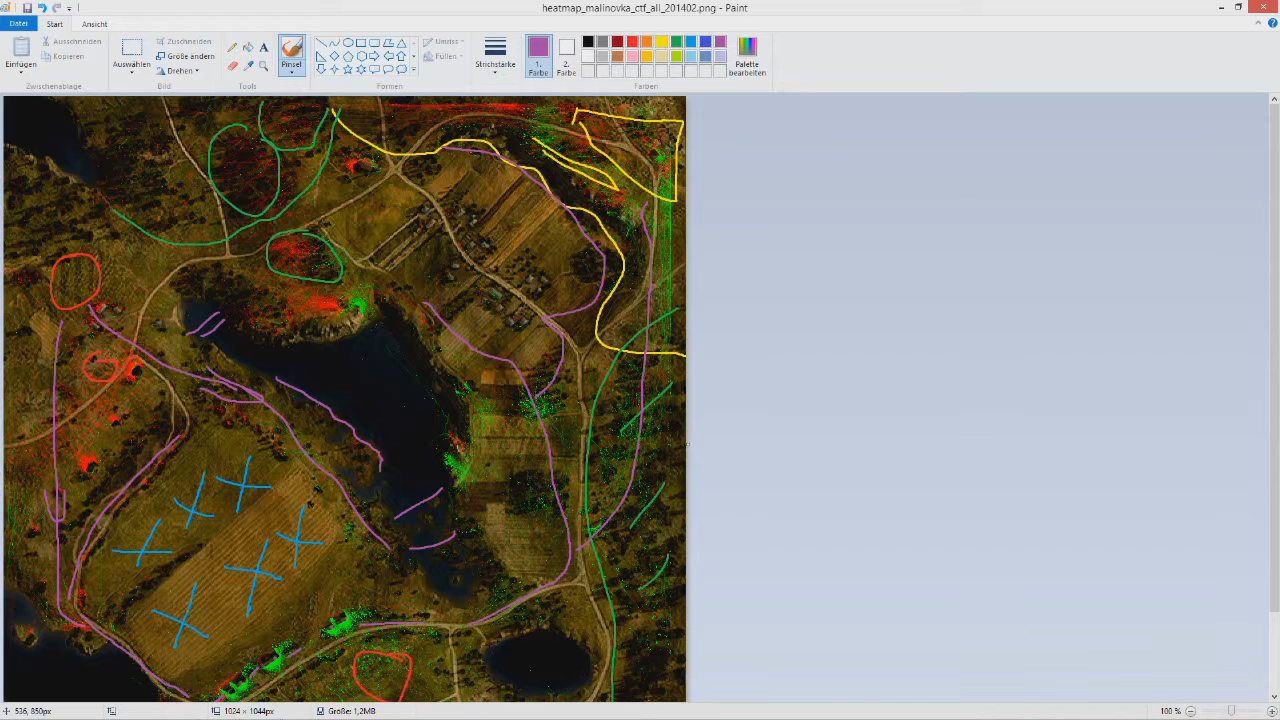 heatmap_malinovka_ctf_all_201402.png - Paint
Datei Start Ansicht
Einfügen
Ausschneiden
Kopieren
Zwischenablage
Auswählen
Zuschneiden
Größe ändern
Drehen
Bild
A
Tools
Pinsel
Formen
Umriss
Füllen
Strichstärke
1. Farbe
2. Farbe
Palette bearbeiten
Farben
536, 850px
1024 × 1044px
Größe: 1,2MB
100 %